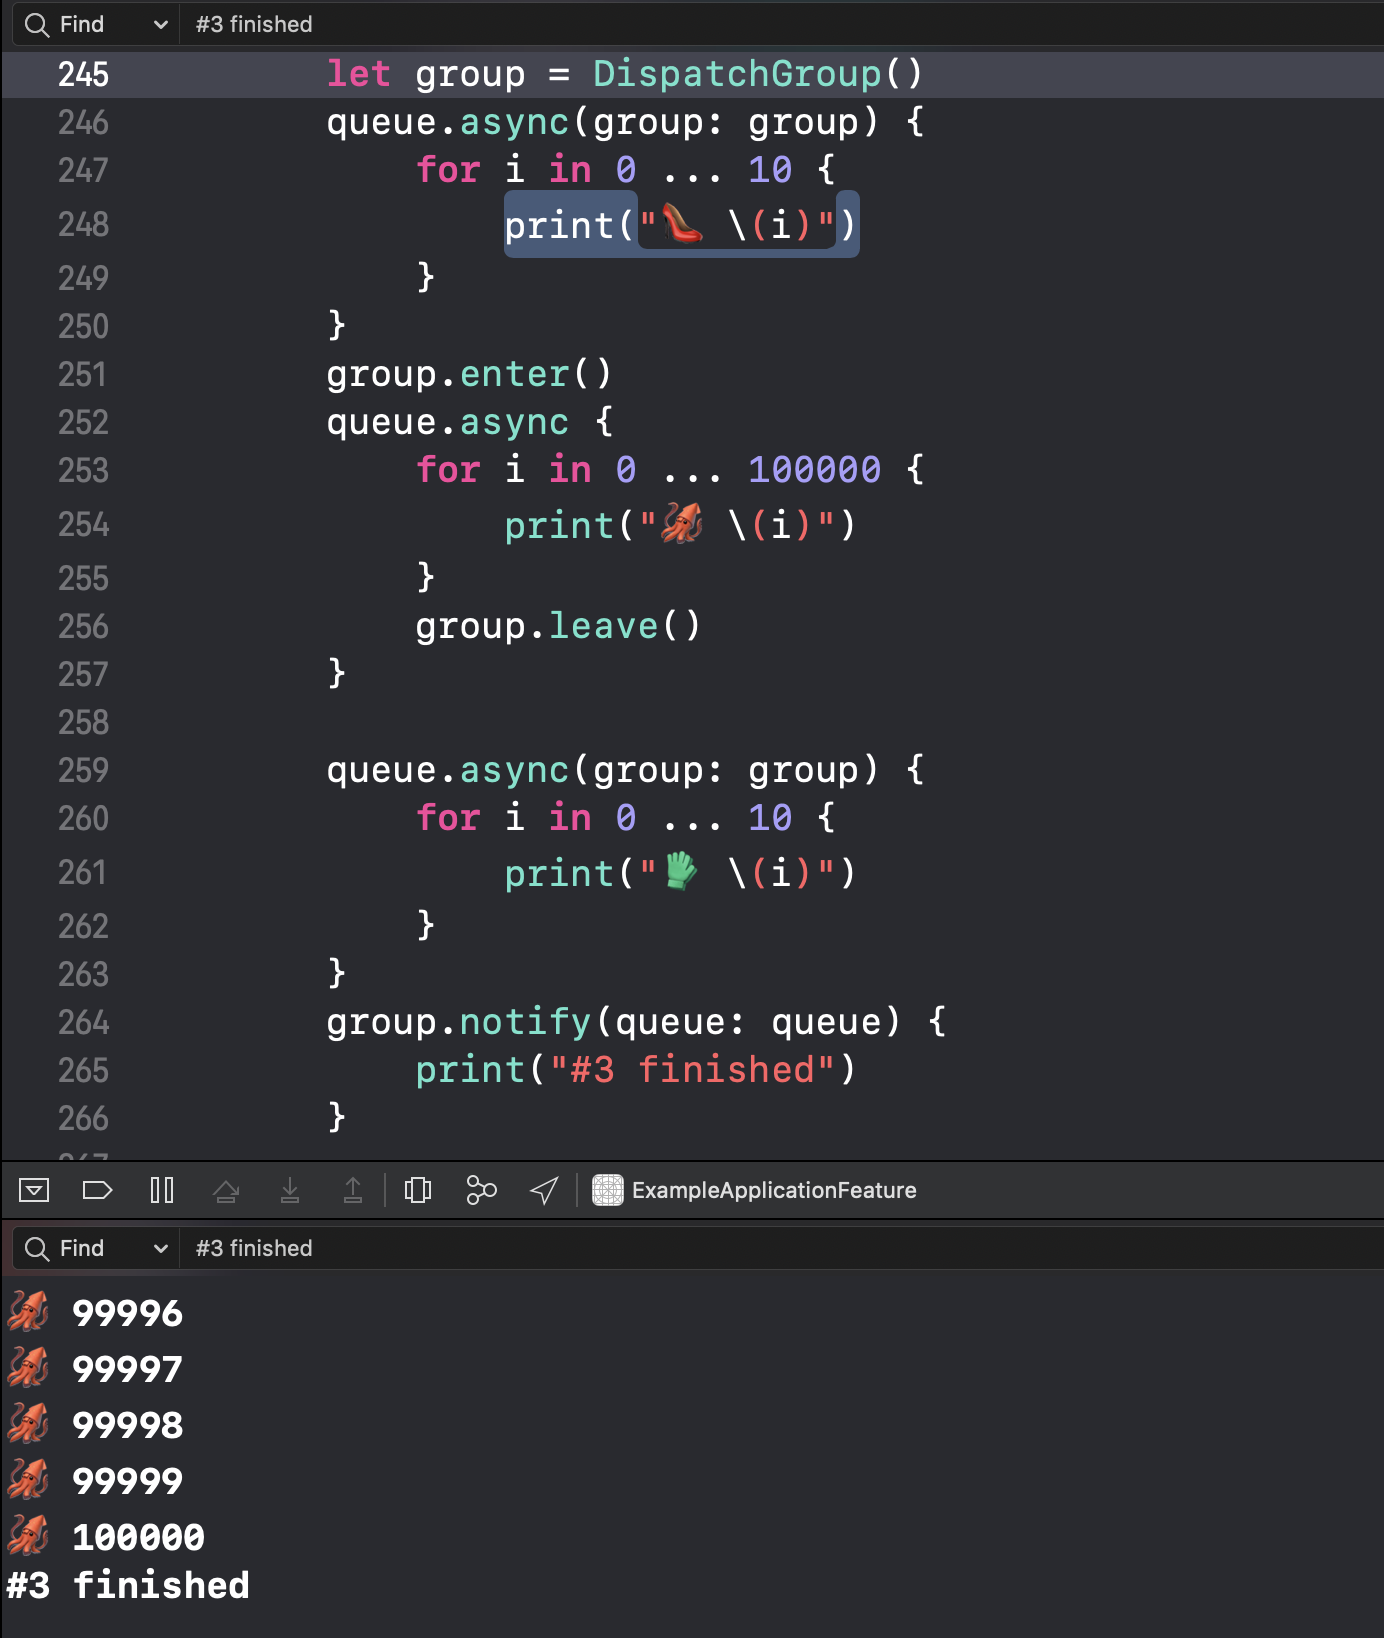 Find #3 finished
245 let group = DispatchGroup()
246 queue.async(group: group) {
247 for i in 0 ... 10 {
248 print("👠 \(i)")
249 }
250 }
251 group.enter()
252 queue.async {
253 for i in 0 ... 100000 {
254 print("🦑 \(i)")
255 }
256 group.leave()
257 }
258
259 queue.async(group: group) {
260 for i in 0 ... 10 {
261 print("🧤 \(i)")
262 }
263 }
264 group.notify(queue: queue) {
265 print("#3 finished")
266 }
ExampleApplicationFeature
Find #3 finished
🦑 99996
🦑 99997
🦑 99998
🦑 99999
🦑 100000
#3 finished